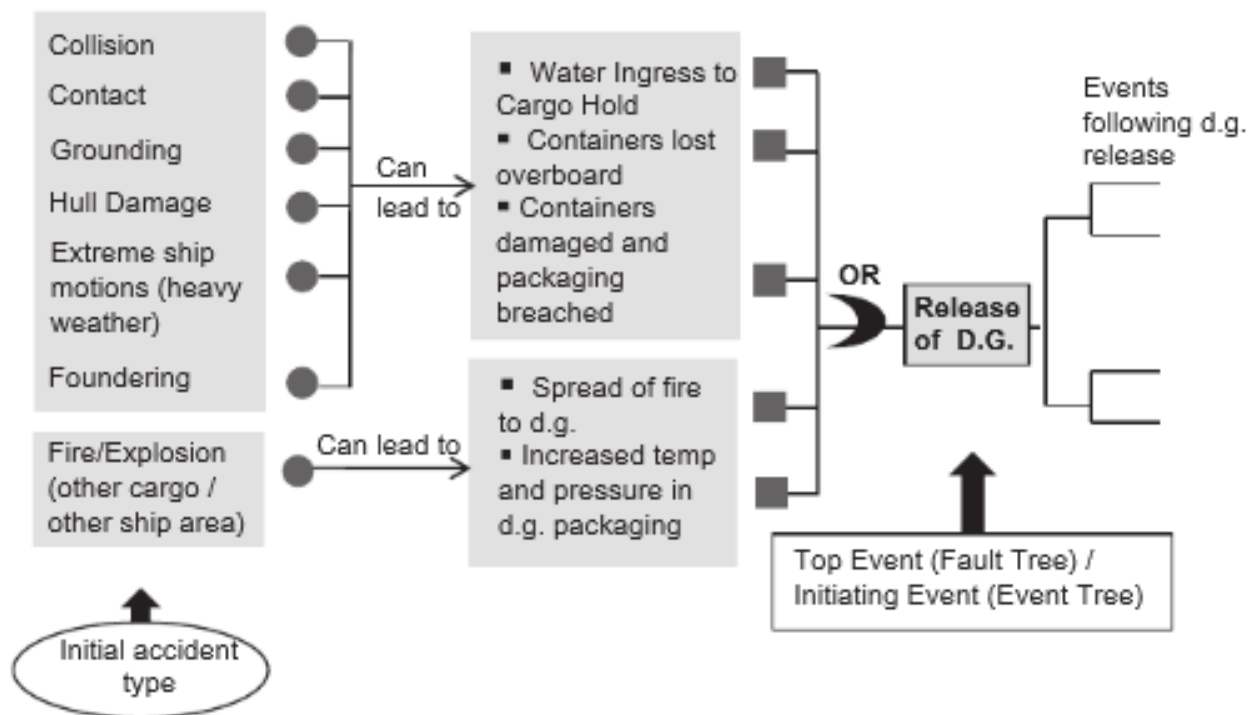 Collision
Contact
Grounding
Hull Damage
Extreme ship
motions (heavy
weather)
Foundering
Fire/Explosion
(other cargo /
other ship area)
Initial accident
type
Can
lead to
Can lead to
▪ Water Ingress to
Cargo Hold
▪ Containers lost
overboard
▪ Containers
damaged and
packaging
breached
▪ Spread of fire
to d.g.
▪ Increased temp
and pressure in
d.g. packaging
OR
Release
of D.G.
Events
following d.g.
release
Top Event (Fault Tree) /
Initiating Event (Event Tree)